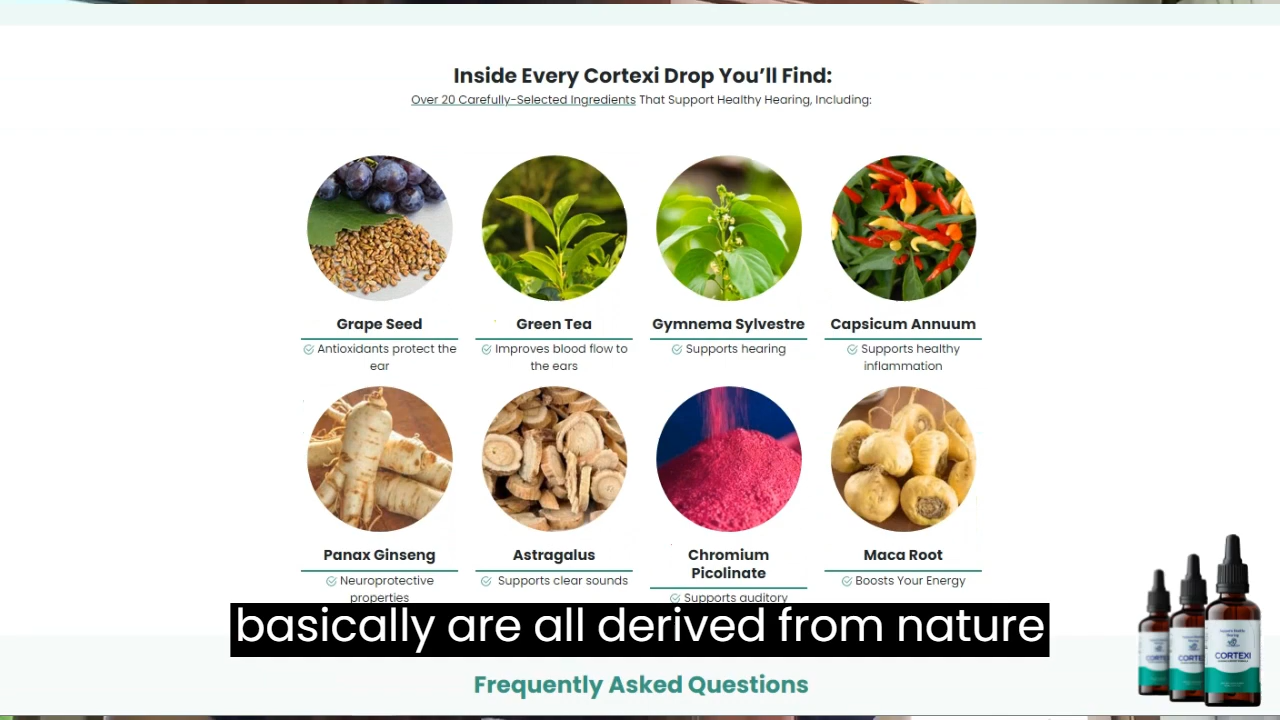 Inside Every Cortexi Drop You’ll Find:
Over 20 Carefully-Selected Ingredients That Support Healthy Hearing, Including:
Grape Seed
Antioxidants protect the
ear
Green Tea
Improves blood flow to
the ears
Gymnema Sylvestre
Supports hearing
Capsicum Annuum
Supports healthy
inflammation
Panax Ginseng
Neuroprotective
properties
Astragalus
Supports clear sounds
Chromium
Picolinate
Supports auditory
Maca Root
Boosts Your Energy
basically are all derived from nature
Frequently Asked Questions
CORTEXI